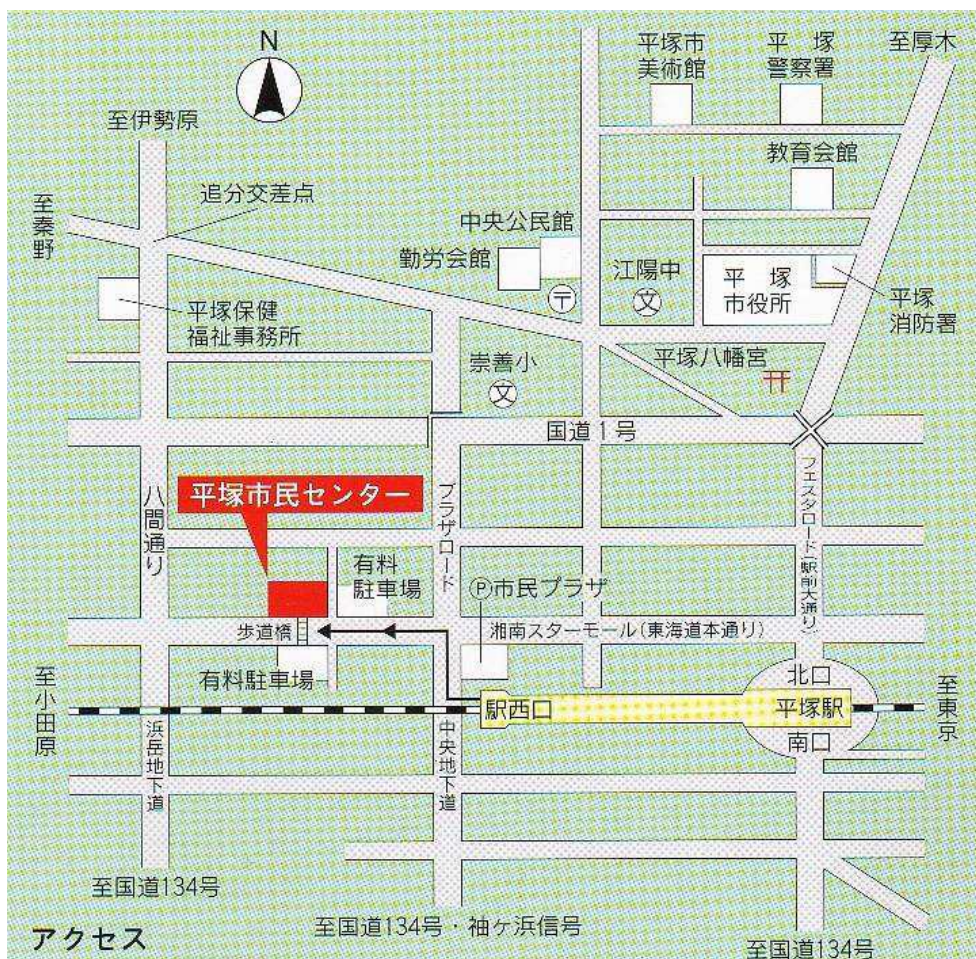 N
平塚市
美術館
平塚
警察署
至厚木
至伊勢原
教育会館
追分交差点
至秦野
中央公民館
勤労会館
〒
江陽中
文
平塚
市役所
平塚
消防署
平塚保健
福祉事務所
崇善小
文
平塚八幡宮
国道1号
平塚市民センター
八間通り
プラザロード
フェスタロード(駅前大通り)
有料
駐車場
Ⓟ市民プラザ
歩道橋
湘南スターモール(東海道本通り)
有料駐車場
至小田原
北口
駅西口
平塚駅
南口
至東京
浜岳地下道
中央地下道
至国道134号
至国道134号・袖ヶ浜信号
至国道134号
アクセス